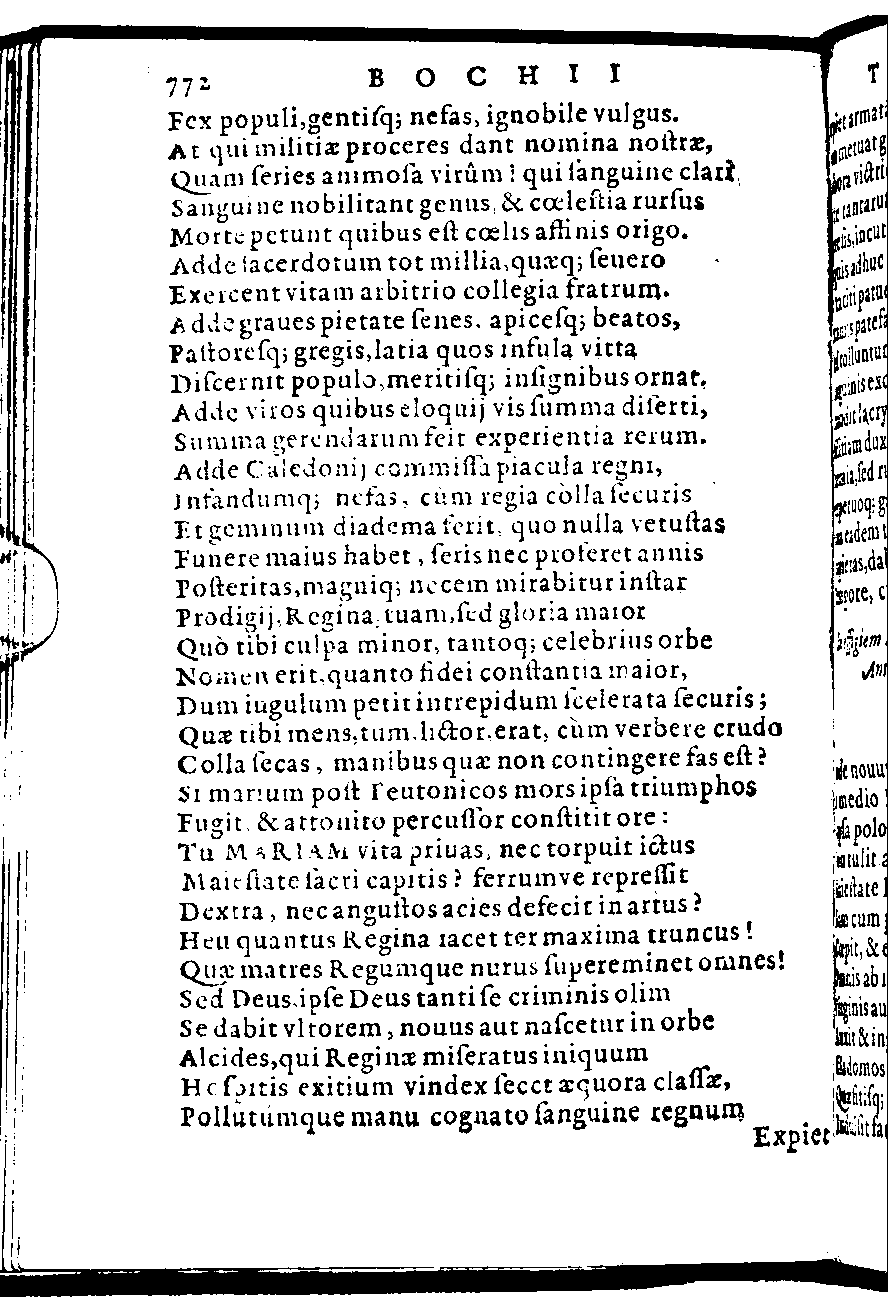 772 BOCHII
Fex populi, gentiſq; nefas, ignobile vulgus.
At qui militiæ proceres dant nomina noſtræ,
Quam ſeries animoſa virûm! qui ſanguine clari,
Sanguine nobilitant genus, & cœleſtia rurſus
Morte petunt quibus eſt cœlis affinis origo.
Adde ſacerdotum tot millia, quæq; ſeuero
Exercent vitam arbitrio collegia fratrum.
Adde graues pietate ſenes. apiceſq; beatos,
Paſtoreſq; gregis, latia quos infula vitta
Diſcernit populo, meritiſq; inſignibus ornat.
Adde viros quibus eloquij vis ſumma diſerti,
Summa gerendarum feit experientia rerum.
Adde Caledonij commiſſa piacula regni,
Infandumq; nefas, cùm regia colla ſecuris
Et geminum diadema ferit, quo nulla vetuſtas
Funere maius habet, ſeris nec proferet annis
Poſteritas, magniq; necem mirabitur inſtar
Prodigij, Regina, tuam, ſed gloria maior
Quò tibi culpa minor, tantoq; celebrius orbe
Nomen erit, quanto fidei conſtantia maior,
Dum iugulum petit intrepidum ſcelerata ſecuris;
Quæ tibi mens, tum, lictor, erat, cùm verbere crudo
Colla ſecas, manibus quæ non contingere fas eſt?
Si marium poſt Teutonicos mors ipſa triumphos
Fugit, & attonito percuſſor conſtitit ore:
Tu MARIAM vita priuas, nec torpuit ictus
Maieſtate ſacri capitis? ferrumve repreſſit
Dextra, nec anguſtos acies defecit in artus?
Heu quantus Regina iacet ter maxima truncus!
Quæ matres Regumque nurus ſupereminet omnes!
Sed Deus, ipſe Deus tanti ſe criminis olim
Se dabit vltorem, nouus aut naſcetur in orbe
Alcides, qui Reginæ miſeratus iniquum
Hoſpitis exitium vindex ſecet æquora claſſæ,
Pollutumque manu cognato ſanguine regnum
Expiet